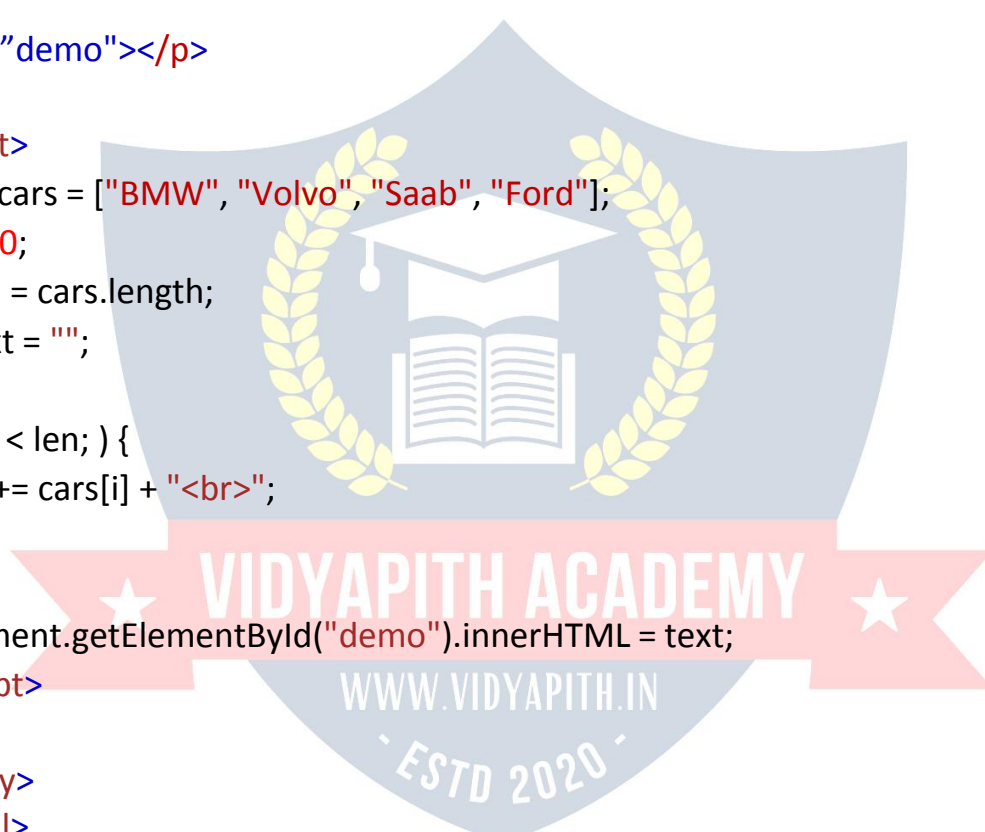 ”demo"></p>
t>
cars = ["BMW", "Volvo", "Saab", "Ford"];
0;
= cars.length;
t = "";
< len; ) {
+= cars[i] + "<br>";
VIDYAPITH ACADEMY
ment.getElementById("demo").innerHTML = text;
pt>
WWW.VIDYAPITH.IN
y>
ESTD 2020
l>